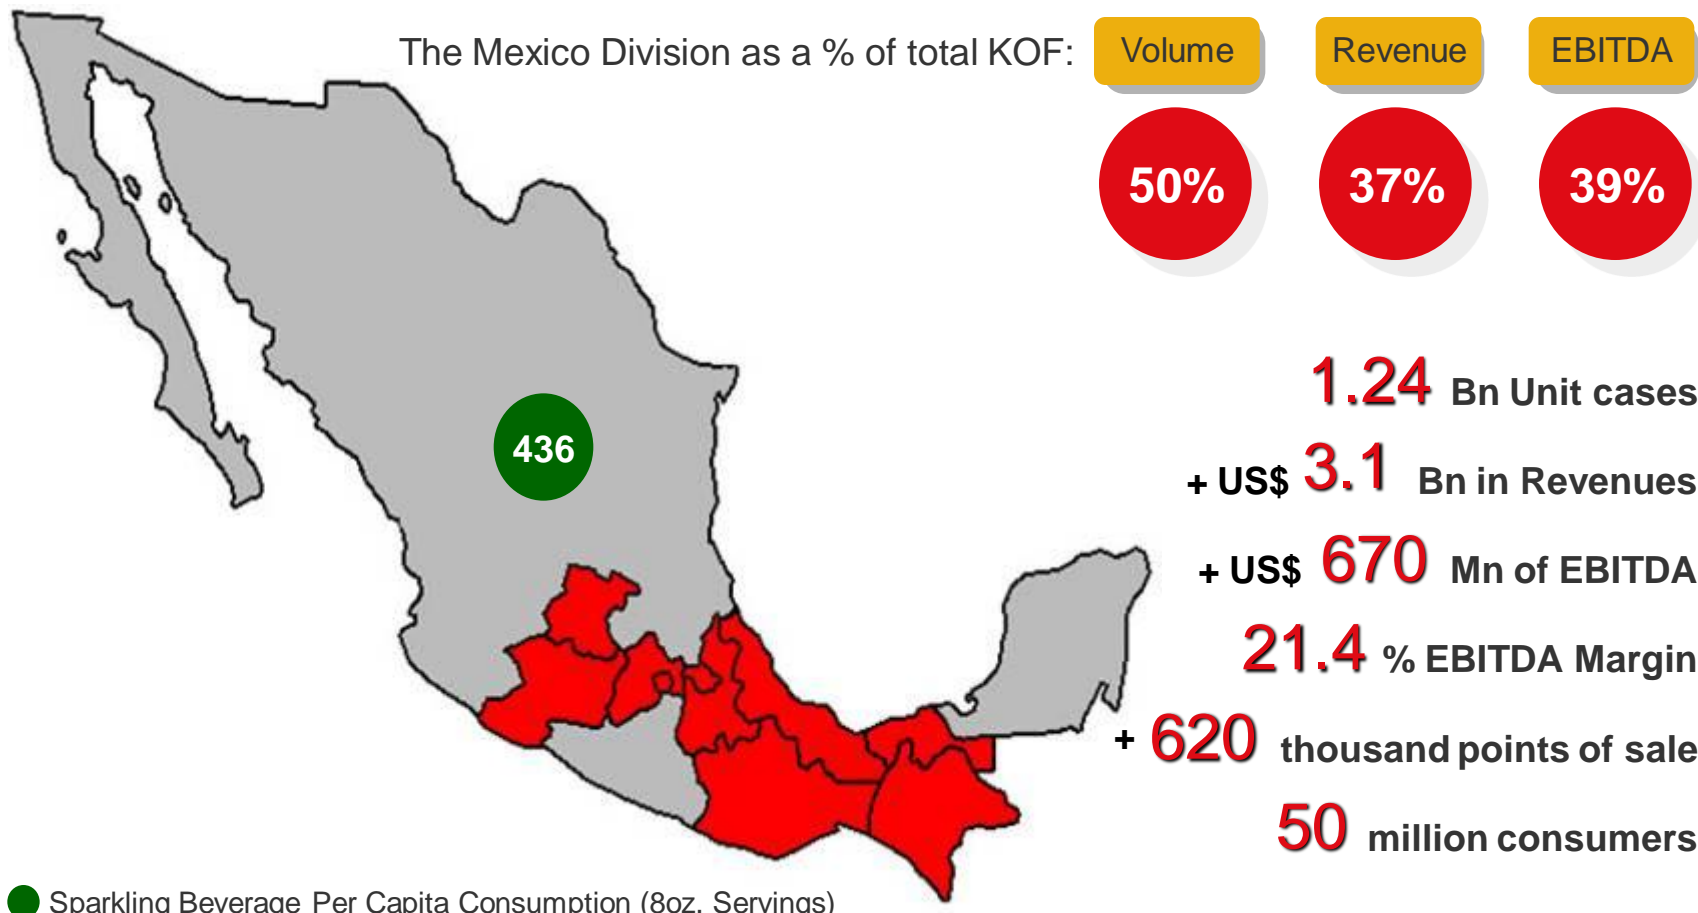 The Mexico Division as a % of total KOF: Volume Revenue EBITDA
50% 37% 39%
1.24 Bn Unit cases
436
+ US$ 3.1 Bn in Revenues
+ US$ 670 Mn of EBITDA
21.4 % EBITDA Margin
+ 620 thousand points of sale
50 million consumers
Sparkling Beverage Per Capita Consumption (8oz. Servings)